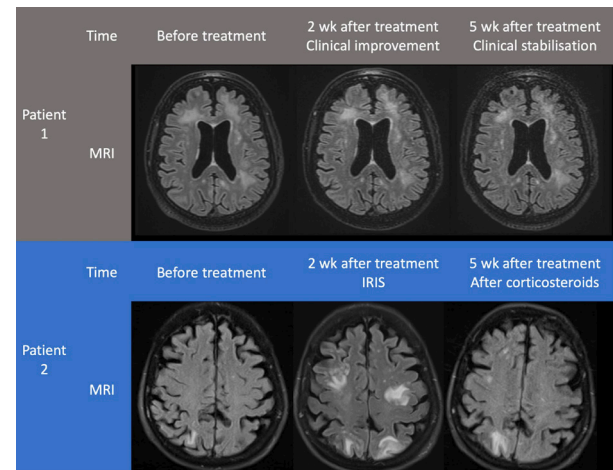 Time Before treatment 2 wk after treatment 5 wk after treatment
Clinical improvement Clinical stabilisation
Patient
1
MRI
Time Before treatment 2 wk after treatment 5 wk after treatment
IRIS After corticosteroids
Patient
2
MRI